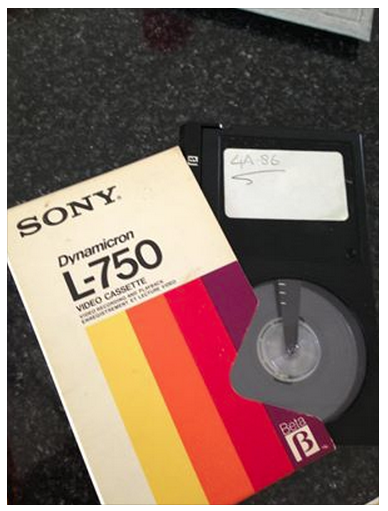 SONY®
Dynamicron
L-750
VIDEO CASSETTE
VIDEO RECORDING AND PLAYBACK
ENREGISTREMENT ET LECTURE VIDEO
Beta
β
4A-86